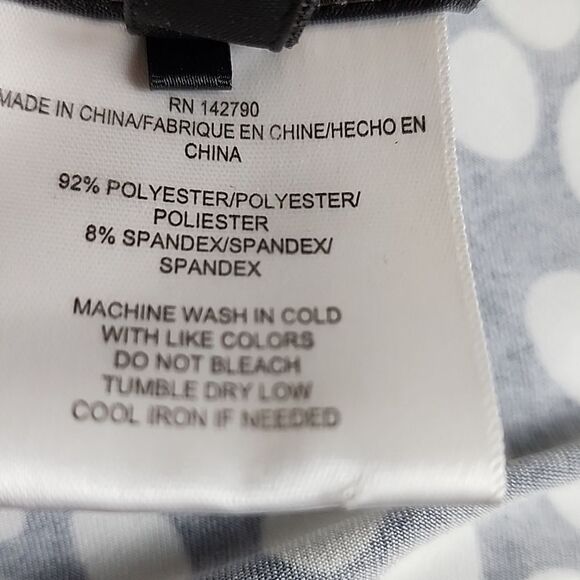 RN 142790
MADE IN CHINA/FABRIQUE EN CHINE/HECHO EN
CHINA
92% POLYESTER/POLYESTER/
POLIESTER
8% SPANDEX/SPANDEX/
SPANDEX
MACHINE WASH IN COLD
WITH LIKE COLORS
DO NOT BLEACH
TUMBLE DRY LOW
COOL IRON IF NEEDED